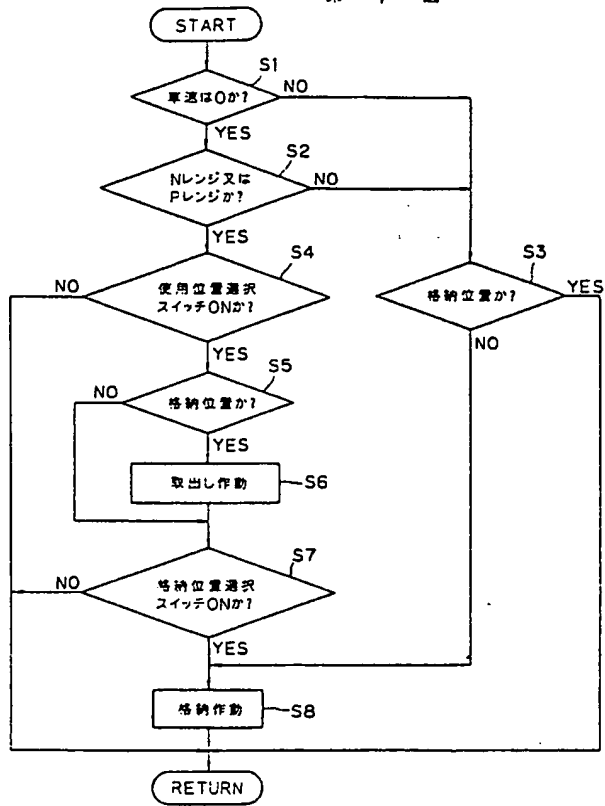 START
S1
車速は0か?
NO
YES
S2
Nレンジ又は
Pレンジか?
NO
YES
S4
使用位置選択
スイッチONか?
NO
YES
S3
格納位置か?
YES
NO
S5
格納位置か?
NO
YES
取出し作動
S6
S7
格納位置選択
スイッチONか?
NO
YES
格納作動
S8
RETURN